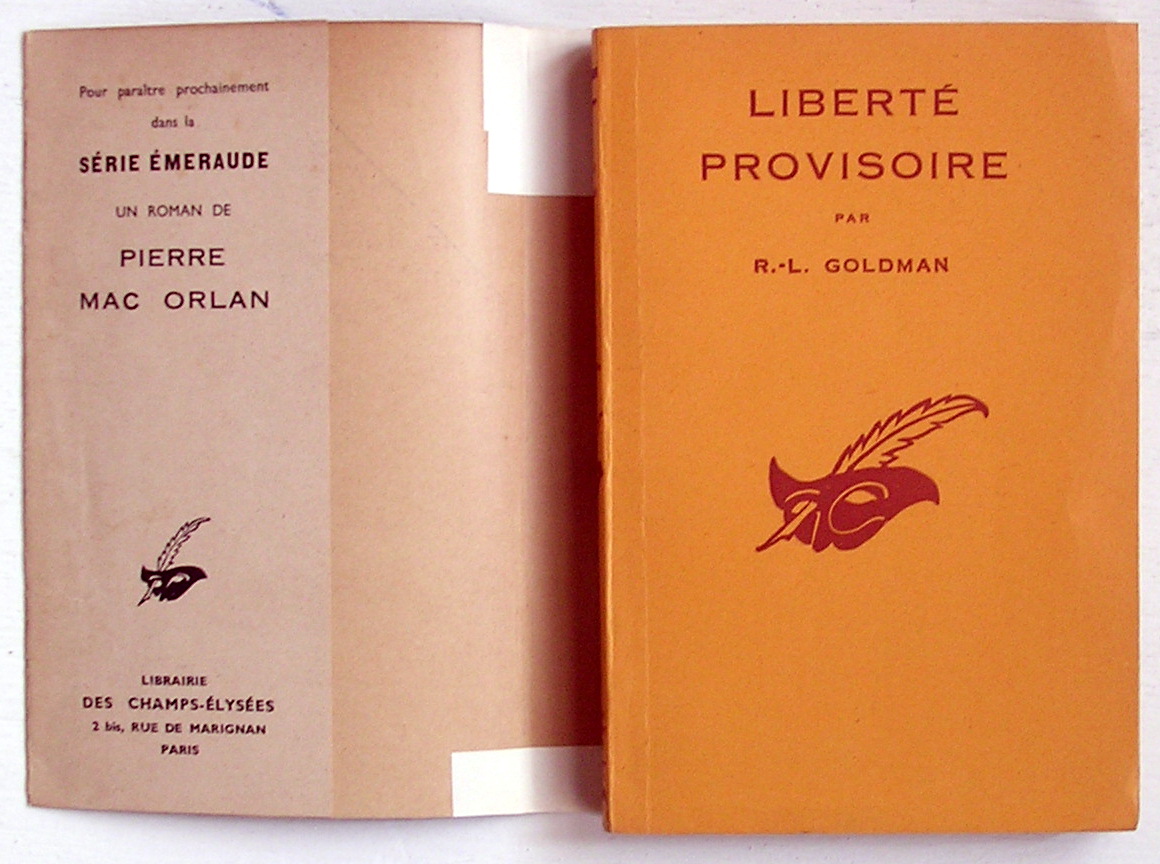 Pour paraître prochainement
dans la
SÉRIE ÉMERAUDE
UN ROMAN DE
PIERRE
MAC ORLAN
LIBRAIRIE
DES CHAMPS-ÉLYSÉES
2 bis, RUE DE MARIGNAN
PARIS
LIBERTÉ
PROVISOIRE
PAR
R.-L. GOLDMAN